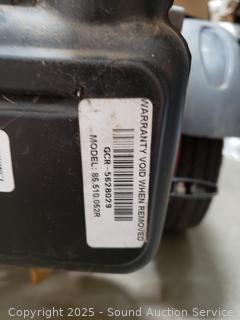 WARRANTY VOID WHEN REMOVED
GCR-5628029
MODEL: 85.510.052R
Copyright 2025 - Sound Auction Service